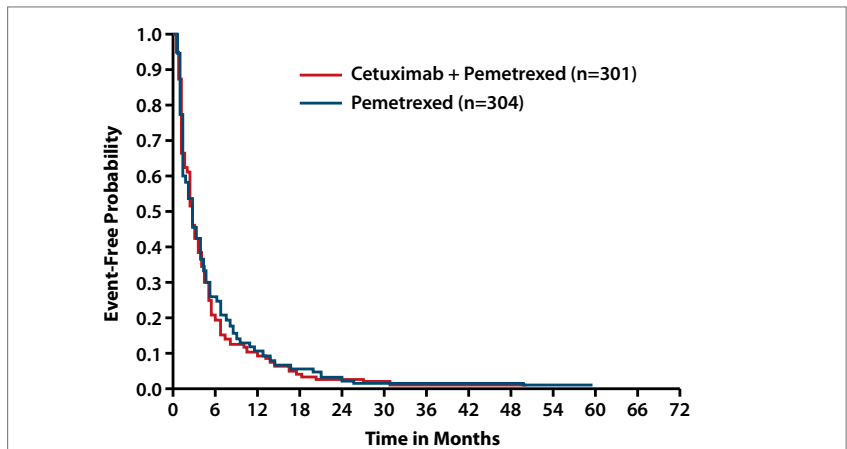 1.0
0.9
0.8
0.7
0.6
0.5
0.4
0.3
0.2
0.1
0.0
Event-Free Probability
Cetuximab + Pemetrexed (n=301)
Pemetrexed (n=304)
0 6 12 18 24 30 36 42 48 54 60 66 72
Time in Months